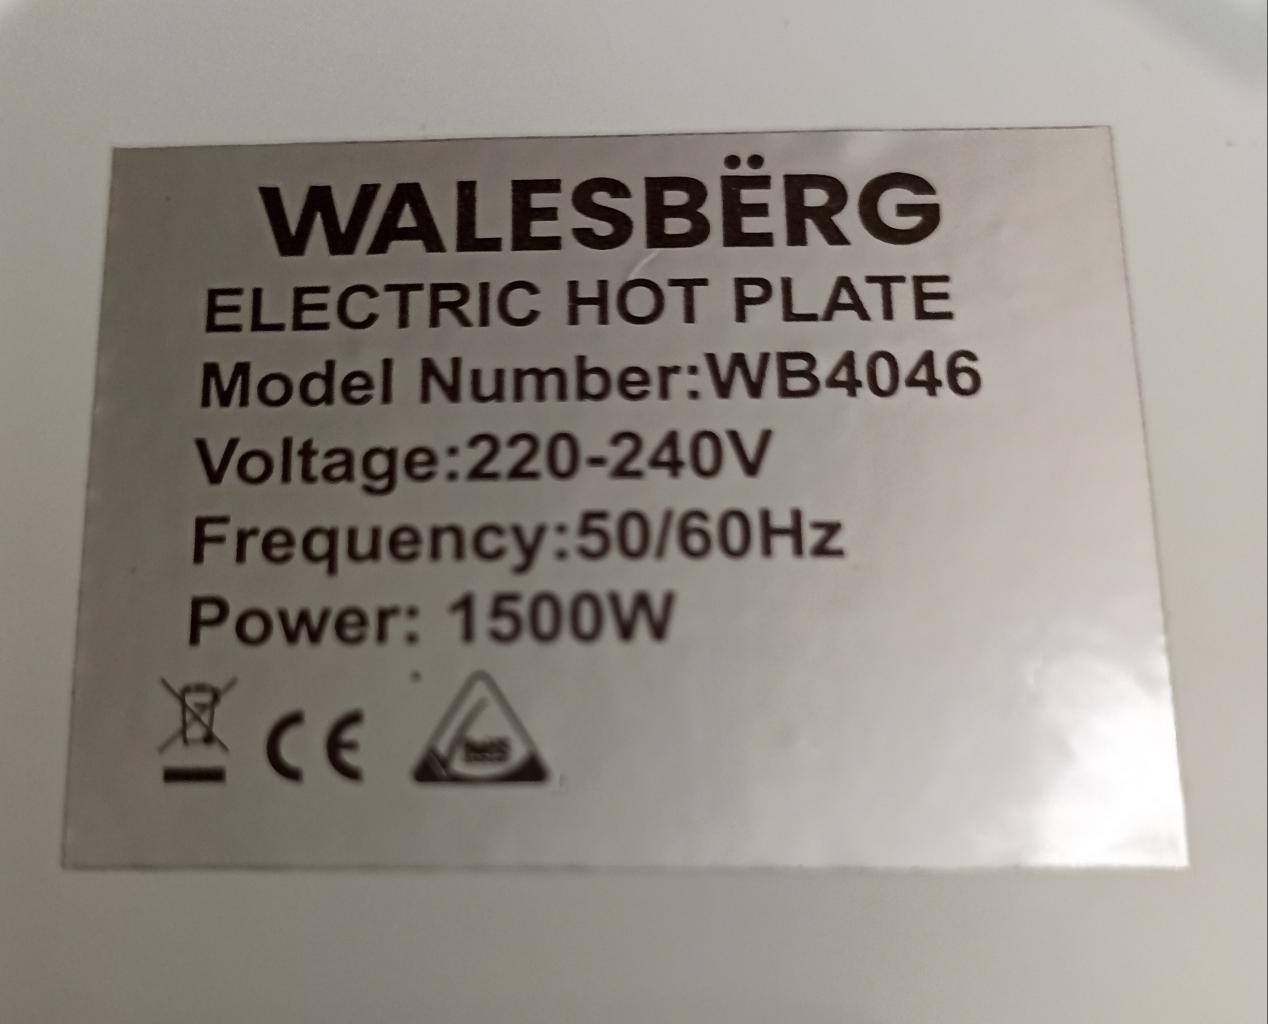 WALESBËRG
ELECTRIC HOT PLATE
Model Number:WB4046
Voltage:220-240V
Frequency:50/60Hz
Power: 1500W
CE